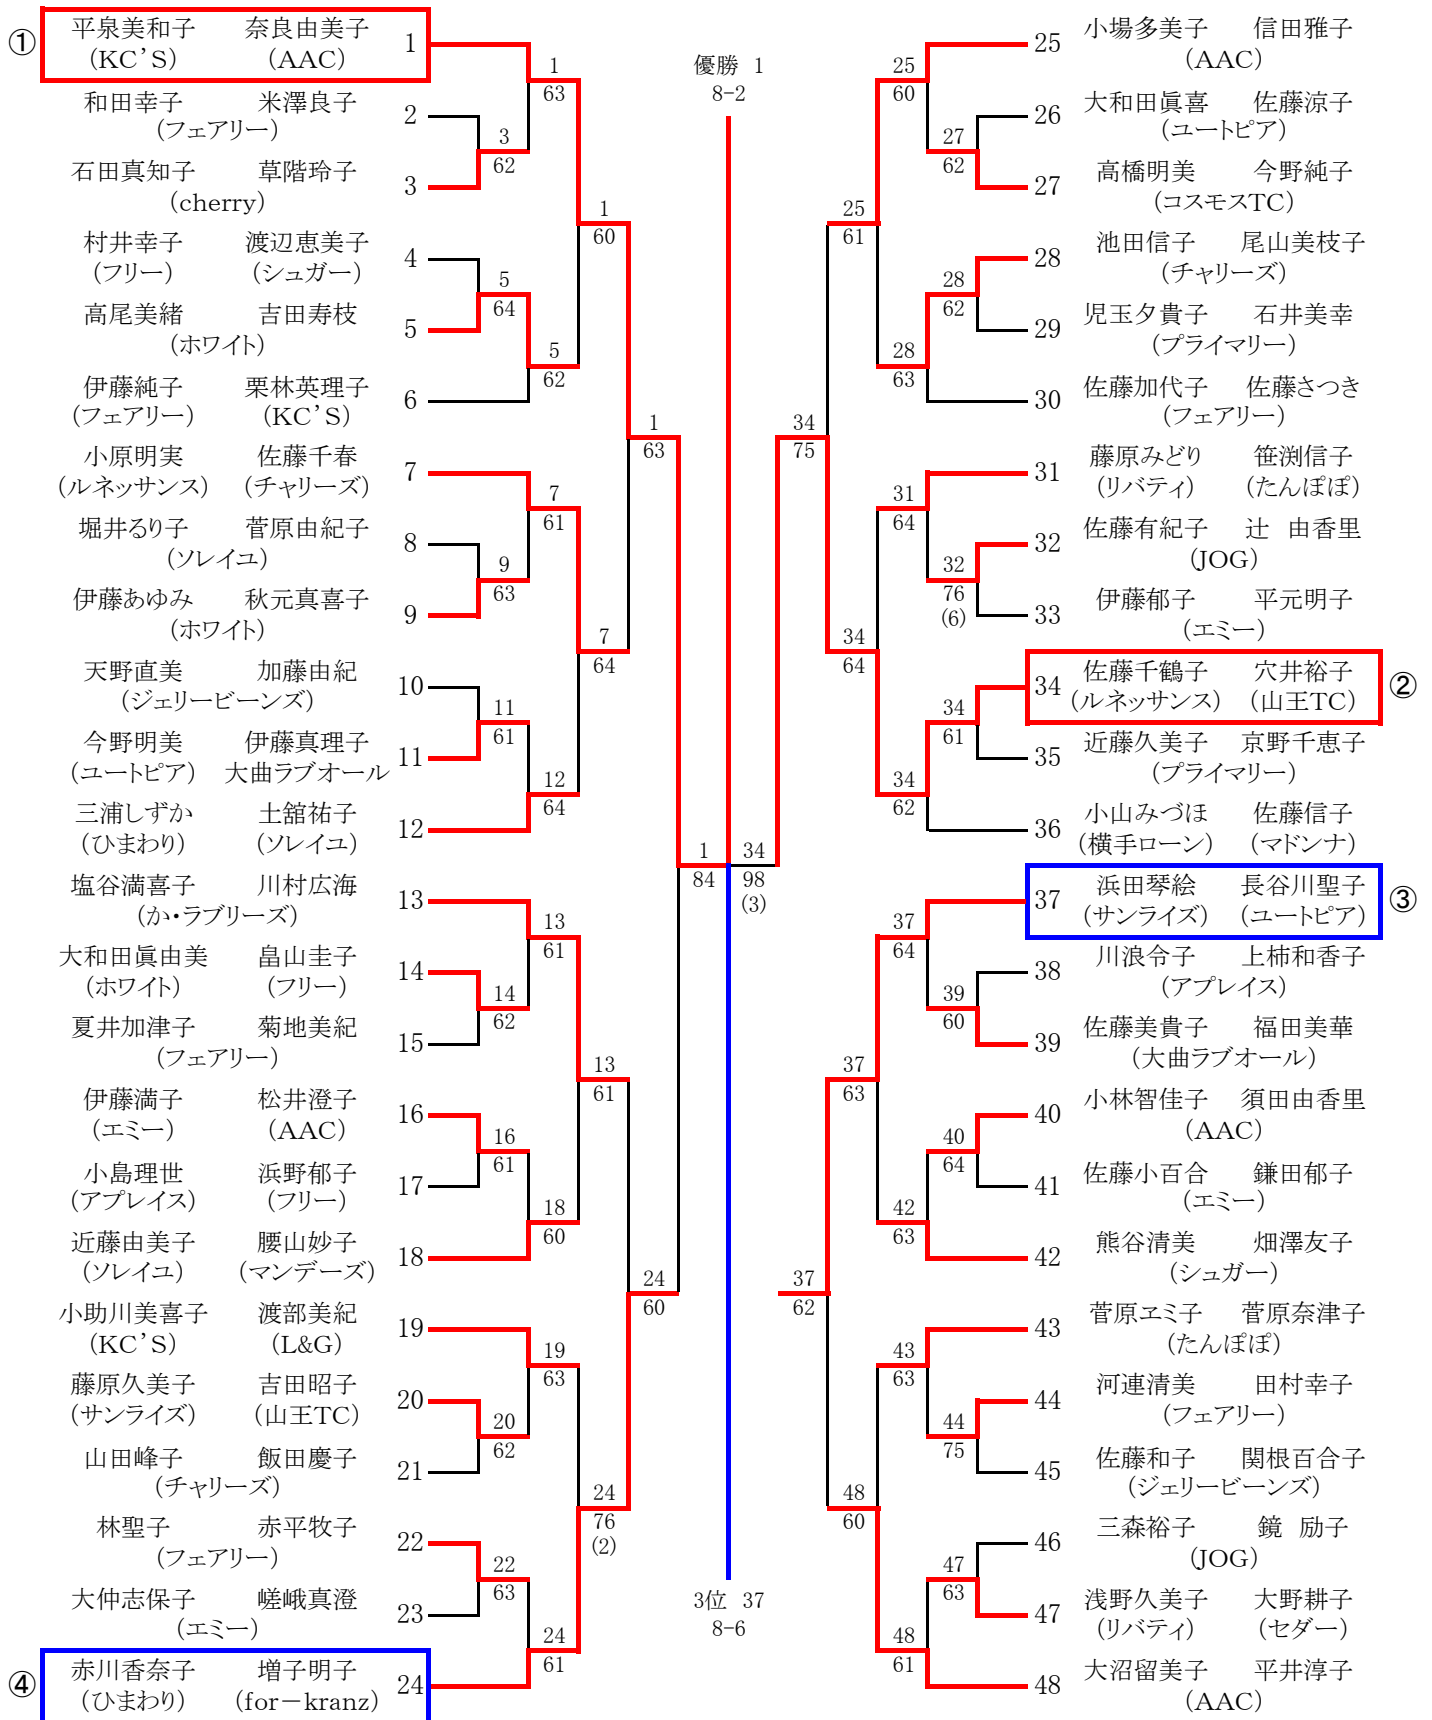 ① 平泉美和子 奈良由美子 1
(KC’S) (AAC)
和田幸子 米澤良子 2
(フェアリー)
石田真知子 草階玲子 3
(cherry)
村井幸子 渡辺恵美子 4
(フリー) (シュガー)
高尾美緒 吉田寿枝 5
(ホワイト)
伊藤純子 栗林英理子 6
(フェアリー) (KC’S)
小原明実 佐藤千春 7
(ルネッサンス) (チャリーズ)
堀井るり子 菅原由紀子 8
(ソレイユ)
伊藤あゆみ 秋元真喜子 9
(ホワイト)
天野直美 加藤由紀 10
(ジェリービーンズ)
今野明美 伊藤真理子 11
(ユートピア) 大曲ラブオール
三浦しずか 土舘祐子 12
(ひまわり) (ソレイユ)
塩谷満喜子 川村広海 13
(か・ラブリーズ)
大和田眞由美 畠山圭子 14
(ホワイト) (フリー)
夏井加津子 菊地美紀 15
(フェアリー)
伊藤満子 松井澄子 16
(エミー) (AAC)
小島理世 浜野郁子 17
(アプレイス) (フリー)
近藤由美子 腰山妙子 18
(ソレイユ) (マンデーズ)
小助川美喜子 渡部美紀 19
(KC’S) (L&G)
藤原久美子 吉田昭子 20
(サンライズ) (山王TC)
山田峰子 飯田慶子 21
(チャリーズ)
林聖子 赤平牧子 22
(フェアリー)
大仲志保子 嵯峨真澄 23
(エミー)
④ 赤川香奈子 増子明子 24
(ひまわり) (for－kranz)
3
62
5
64
9
63
11
61
14
62
16
61
20
62
22
63
1
63
5
62
7
61
12
64
13
61
18
60
19
63
24
61
1
60
7
64
13
61
24
76
(2)
1
63
24
60
1
84
優勝 1
8-2
3位 37
8-6
34
98
(3)
34
75
37
62
25
61
34
64
37
63
48
60
25
60
28
63
31
64
34
62
37
64
42
63
43
63
48
61
27
62
28
62
32
76
(6)
34
61
39
60
40
64
44
75
47
63
25 小場多美子 信田雅子
(AAC)
26 大和田眞喜 佐藤涼子
(ユートピア)
27 高橋明美 今野純子
(コスモスTC)
28 池田信子 尾山美枝子
(チャリーズ)
29 児玉夕貴子 石井美幸
(プライマリー)
30 佐藤加代子 佐藤さつき
(フェアリー)
31 藤原みどり 笹渕信子
(リバティ) (たんぽぽ)
32 佐藤有紀子 辻 由香里
(JOG)
33 伊藤郁子 平元明子
(エミー)
34 佐藤千鶴子 穴井裕子 ②
(ルネッサンス) (山王TC)
35 近藤久美子 京野千恵子
(プライマリー)
36 小山みづほ 佐藤信子
(横手ローン) (マドンナ)
37 浜田琴絵 長谷川聖子 ③
(サンライズ) (ユートピア)
38 川浪令子 上柿和香子
(アプレイス)
39 佐藤美貴子 福田美華
(大曲ラブオール)
40 小林智佳子 須田由香里
(AAC)
41 佐藤小百合 鎌田郁子
(エミー)
42 熊谷清美 畑澤友子
(シュガー)
43 菅原ヱミ子 菅原奈津子
(たんぽぽ)
44 河連清美 田村幸子
(フェアリー)
45 佐藤和子 関根百合子
(ジェリービーンズ)
46 三森裕子 鏡 励子
(JOG)
47 浅野久美子 大野耕子
(リバティ) (セダー)
48 大沼留美子 平井淳子
(AAC)